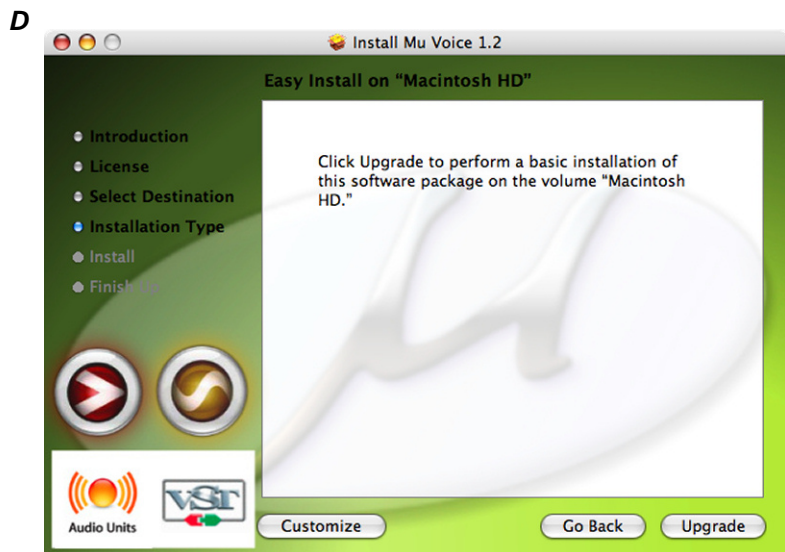 D
Install Mu Voice 1.2
Easy Install on “Macintosh HD”
Introduction
License
Select Destination
Installation Type
Install
Finish Up
Click Upgrade to perform a basic installation of
this software package on the volume “Macintosh
HD.”
Audio Units
VST
Customize
Go Back
Upgrade